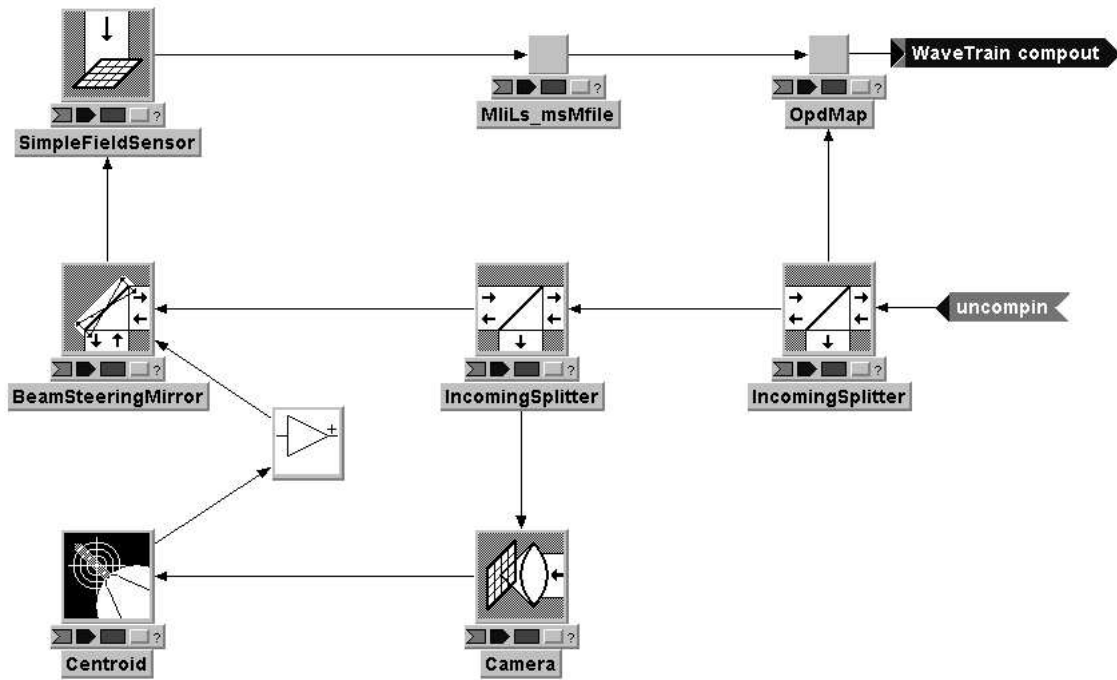 WaveTrain compout
?
?
?
SimpleFieldSensor
MliLs_msMfile
OpdMap
uncompin
?
?
?
BeamSteeringMirror
IncomingSplitter
IncomingSplitter
+
?
?
Centroid
Camera